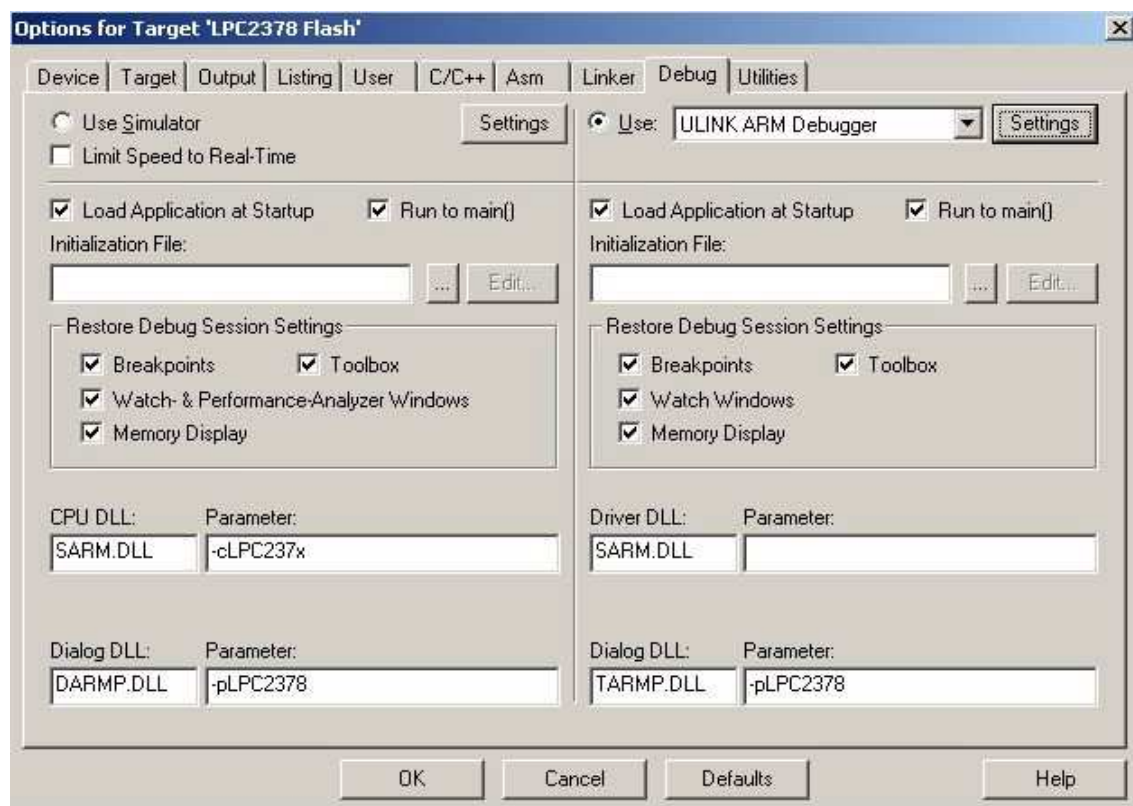 Options for Target 'LPC2378 Flash'
Device Target Output Listing User C/C++ Asm Linker Debug Utilities
Use Simulator Settings
Limit Speed to Real-Time
Use: ULINK ARM Debugger Settings
Load Application at Startup Run to main()
Initialization File:
... Edit...
Restore Debug Session Settings
Breakpoints Toolbox
Watch- & Performance-Analyzer Windows
Memory Display
CPU DLL: Parameter:
SARM.DLL -cLPC237x
Dialog DLL: Parameter:
DARMP.DLL -pLPC2378
Load Application at Startup Run to main()
Initialization File:
... Edit...
Restore Debug Session Settings
Breakpoints Toolbox
Watch Windows
Memory Display
Driver DLL: Parameter:
SARM.DLL
Dialog DLL: Parameter:
TARMP.DLL -pLPC2378
OK Cancel Defaults Help